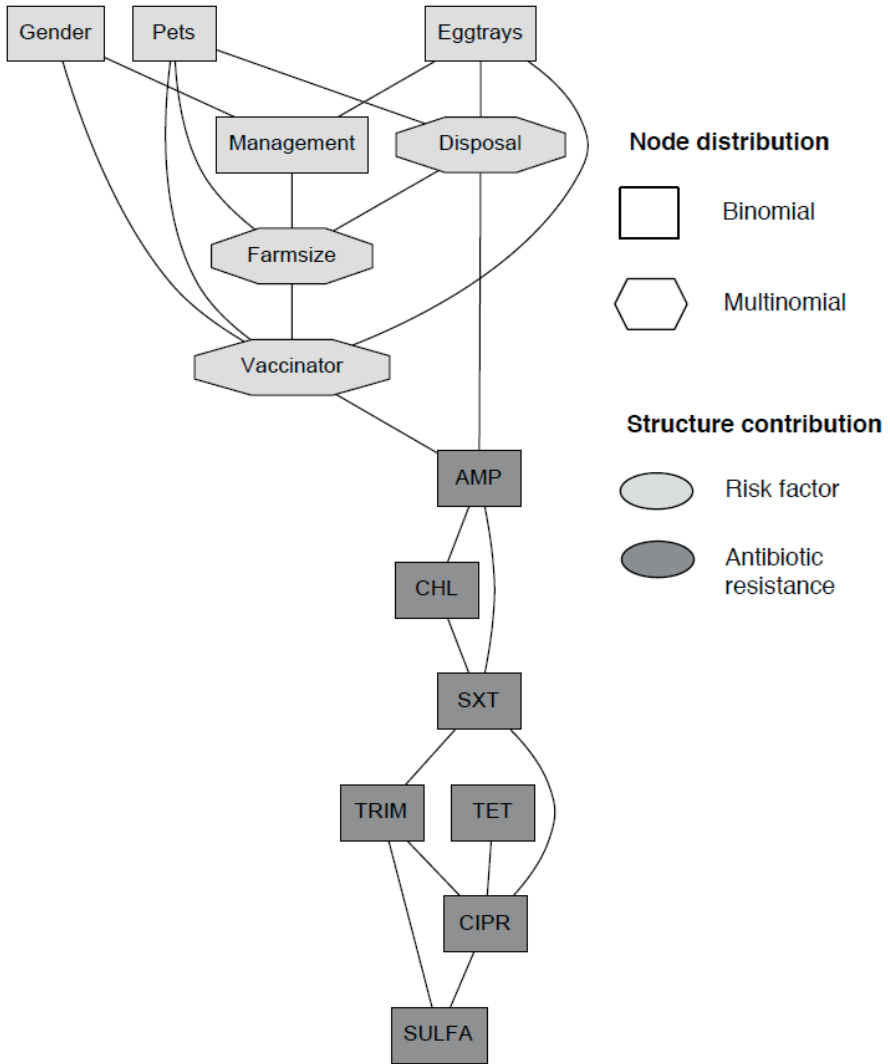 Gender
Pets
Eggtrays
Management
Disposal
Farmsize
Vaccinator
AMP
CHL
SXT
TRIM
TET
CIPR
SULFA
Node distribution
Binomial
Multinomial
Structure contribution
Risk factor
Antibiotic
resistance